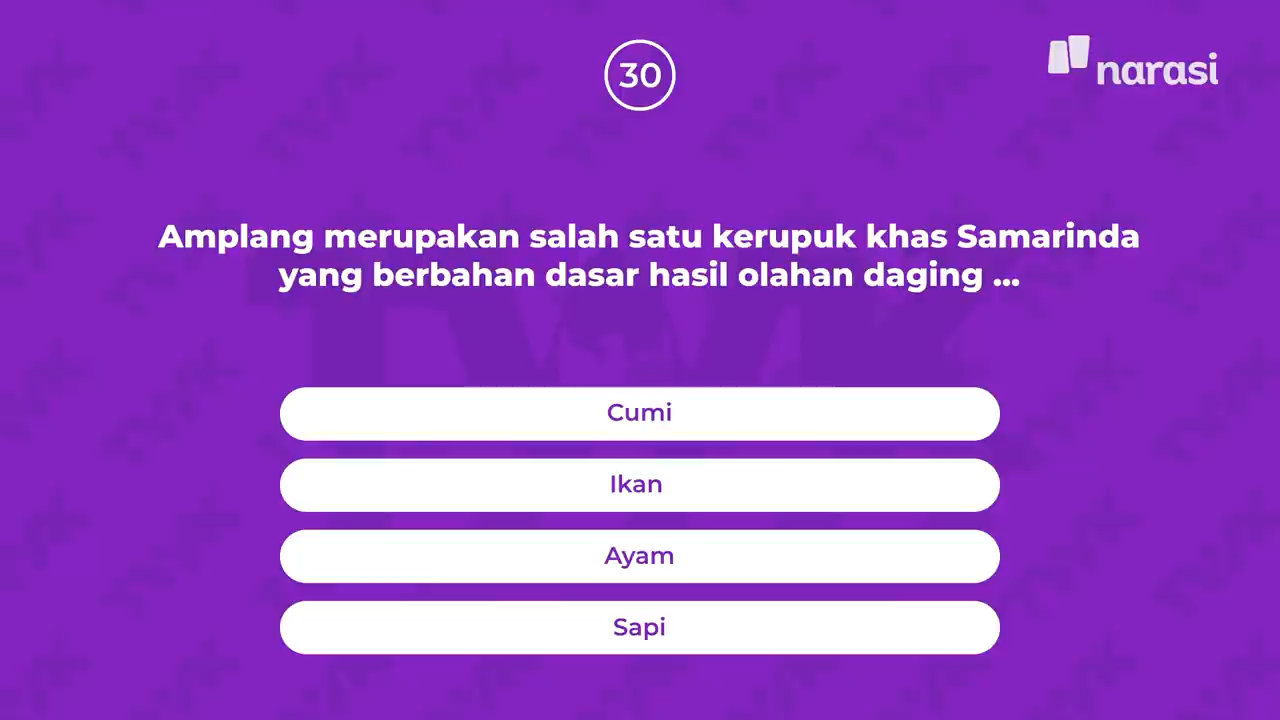 30
narasi
Amplang merupakan salah satu kerupuk khas Samarinda
yang berbahan dasar hasil olahan daging ...
Cumi
Ikan
Ayam
Sapi